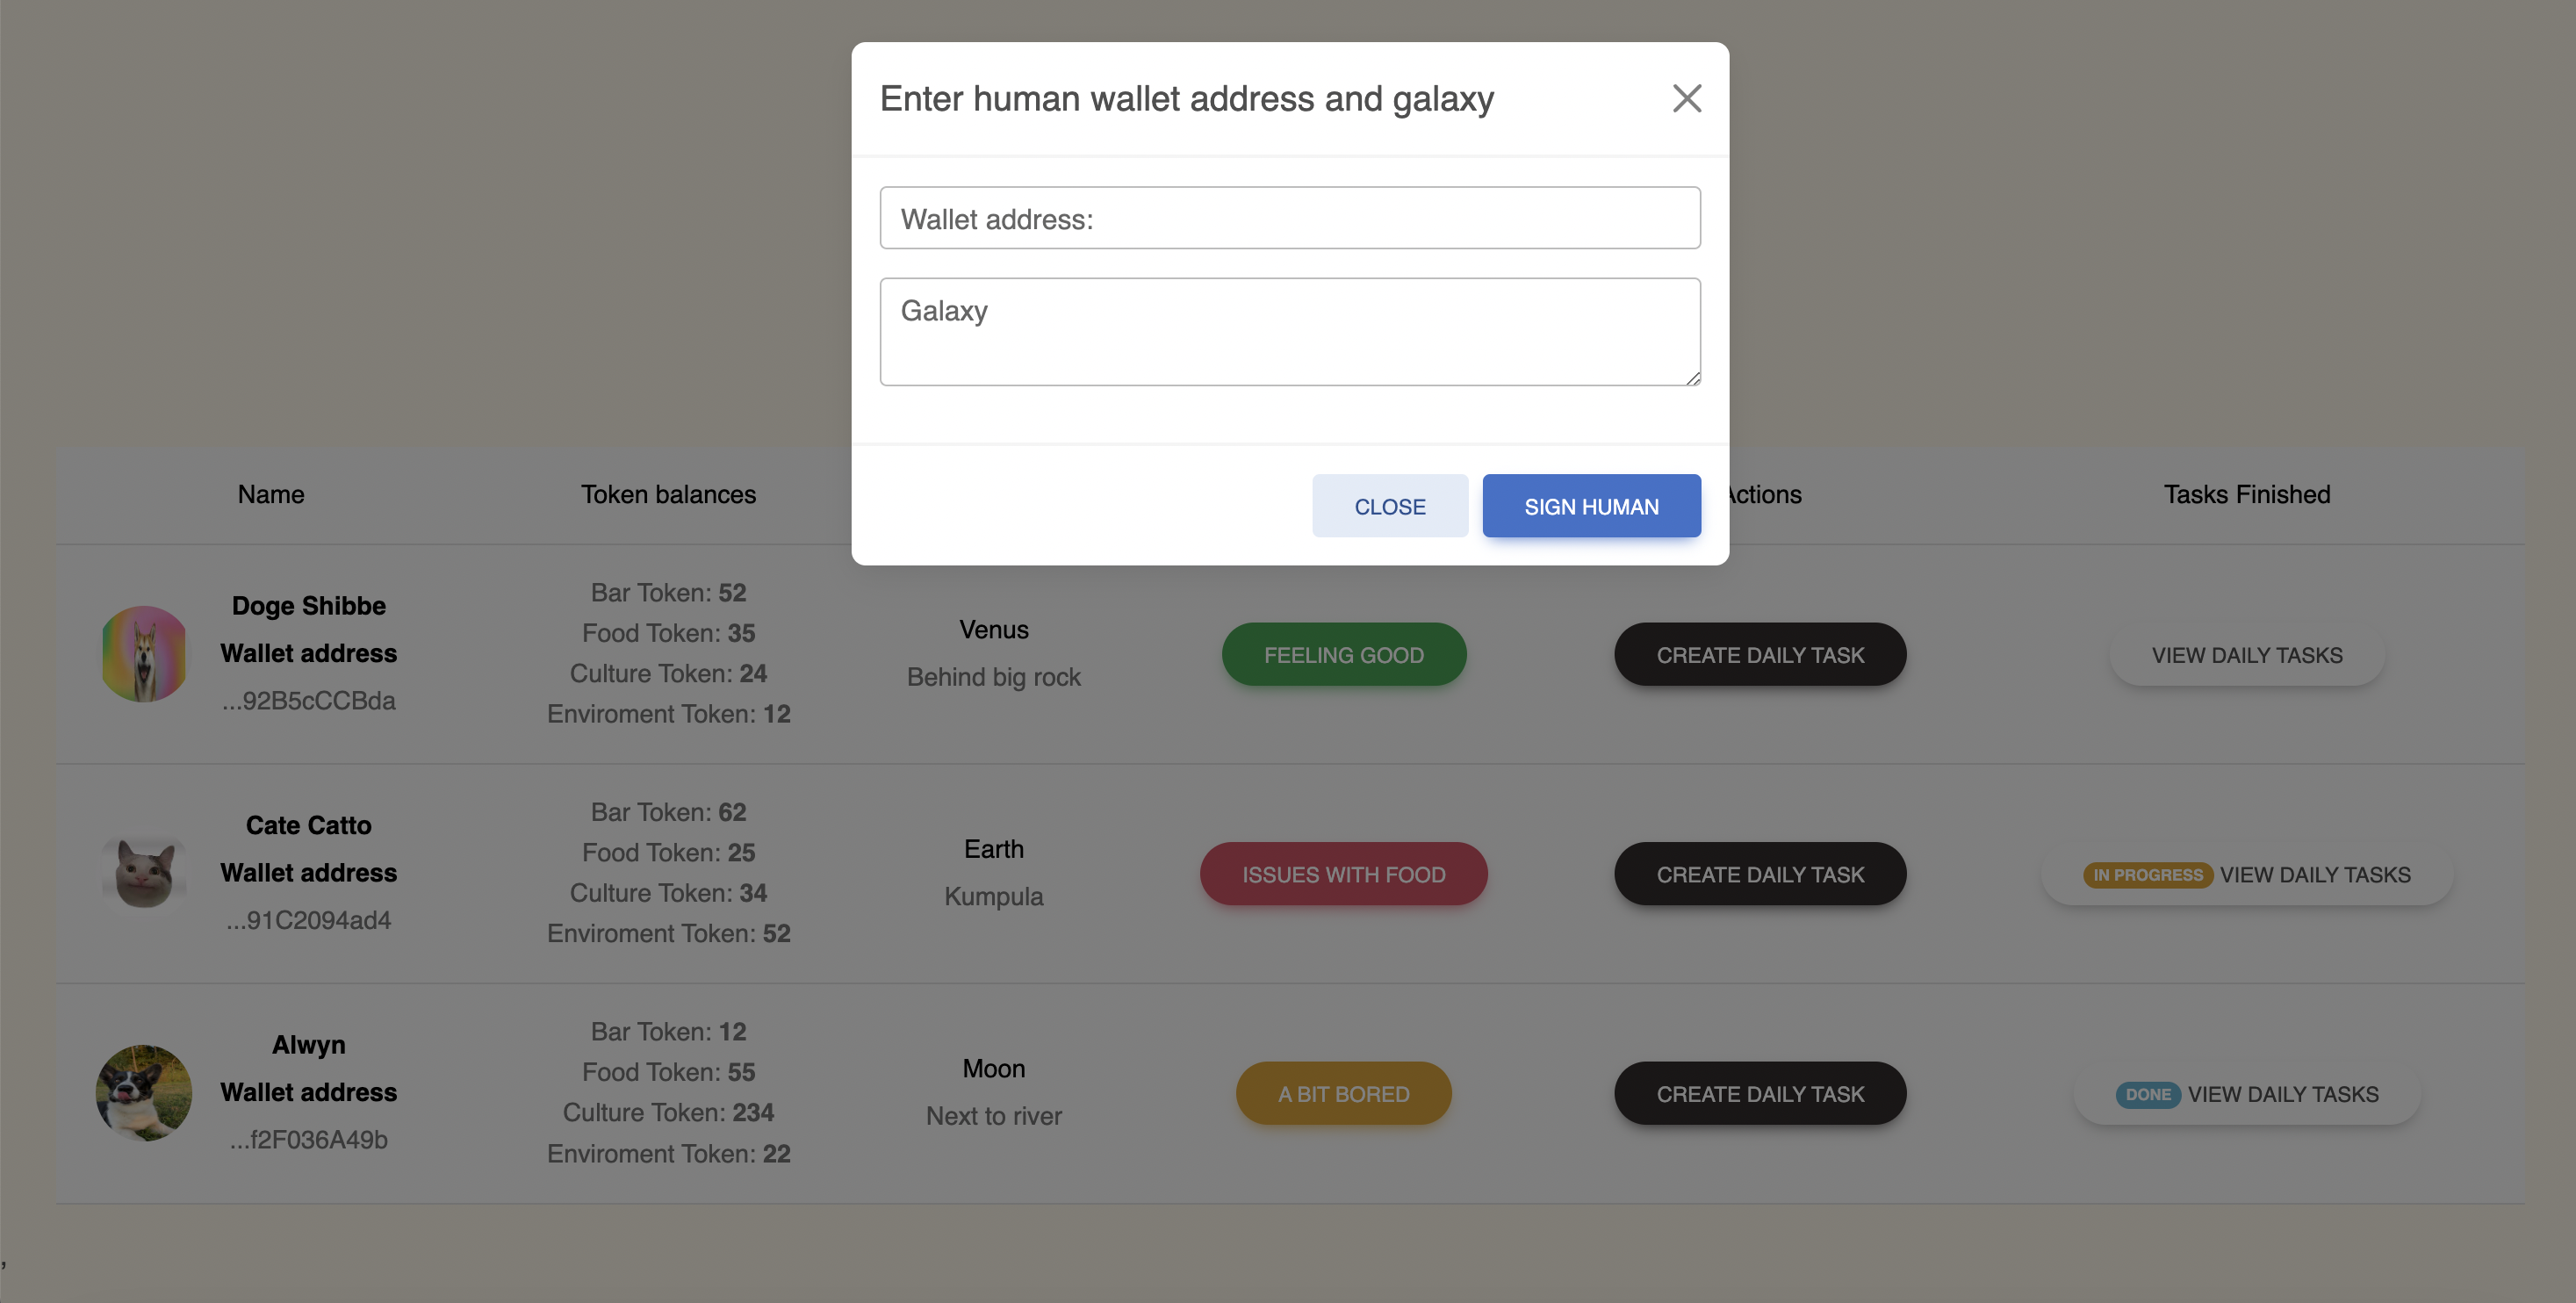 Enter human wallet address and galaxy
Wallet address:
Galaxy
CLOSE
SIGN HUMAN
Name
Token balances
Actions
Tasks Finished
Doge Shibbe
Wallet address
...92B5cCCBda
Bar Token: 52
Food Token: 35
Culture Token: 24
Enviroment Token: 12
Venus
Behind big rock
FEELING GOOD
CREATE DAILY TASK
VIEW DAILY TASKS
Cate Catto
Wallet address
...91C2094ad4
Bar Token: 62
Food Token: 25
Culture Token: 34
Enviroment Token: 52
Earth
Kumpula
ISSUES WITH FOOD
CREATE DAILY TASK
IN PROGRESS VIEW DAILY TASKS
Alwyn
Wallet address
...f2F036A49b
Bar Token: 12
Food Token: 55
Culture Token: 234
Enviroment Token: 22
Moon
Next to river
A BIT BORED
CREATE DAILY TASK
DONE VIEW DAILY TASKS
,